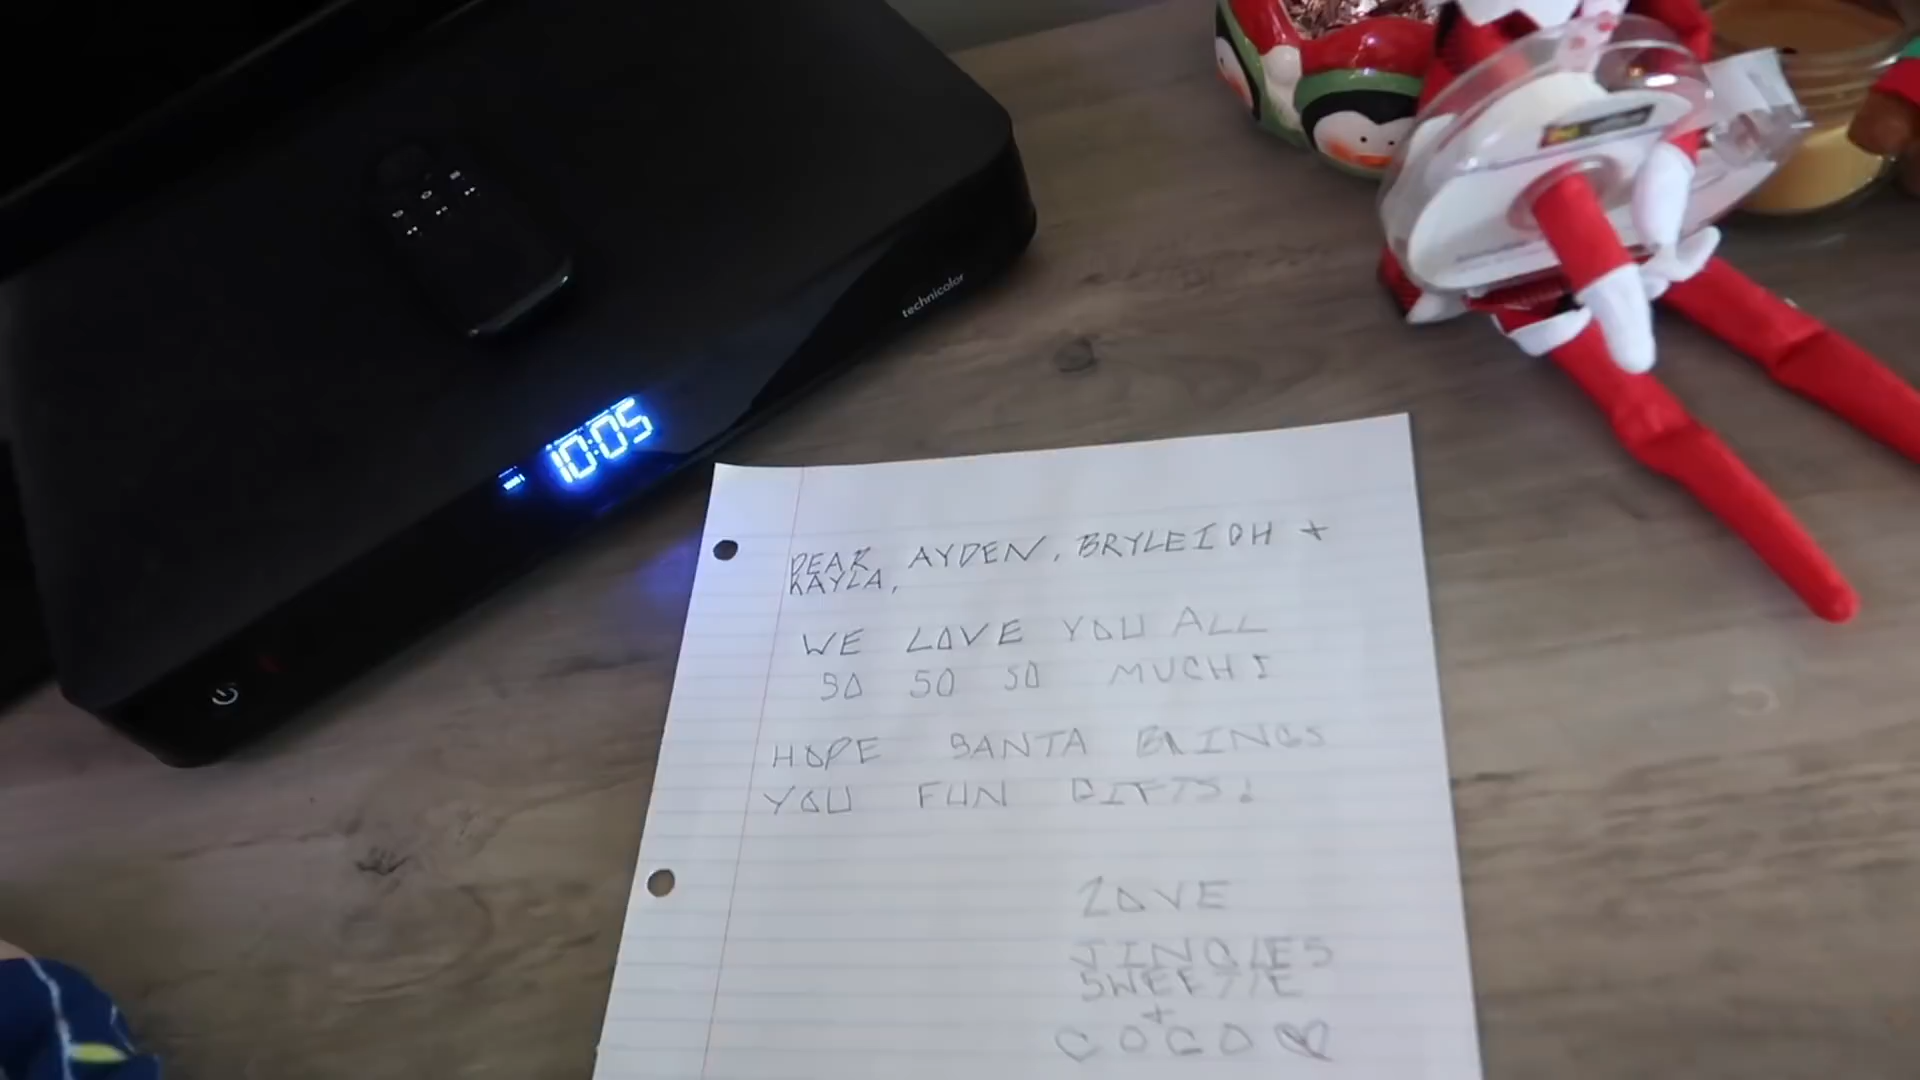 technicolor
10:05
DEAR, AYDEN, BRYLEIGH +
KAYLA,
WE LOVE YOU ALL
SO SO SO MUCH!
HOPE SANTA BRINGS
YOU FUN GIFTS!
LOVE
JINGLES
SWEETIE
+
COCO